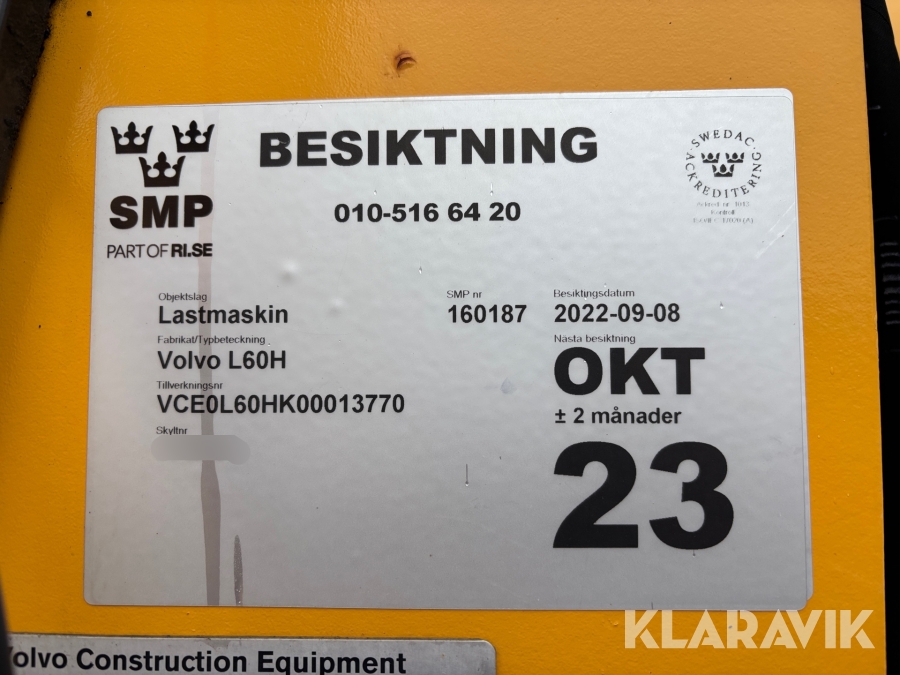 BESIKTNING
SWEDAC
ACKREDITERING
SMP
PART OF RI.SE
010-516 64 20
Objektslag
Lastmaskin
SMP nr
160187
Besiktingsdatum
2022-09-08
Fabrikat/Typbeteckning
Volvo L60H
Nästa besiktning
OKT
± 2 månader
23
Tillverkningsnr
VCE0L60HK00013770
Skyltnr
KLARAVIK
Volvo Construction Equipment